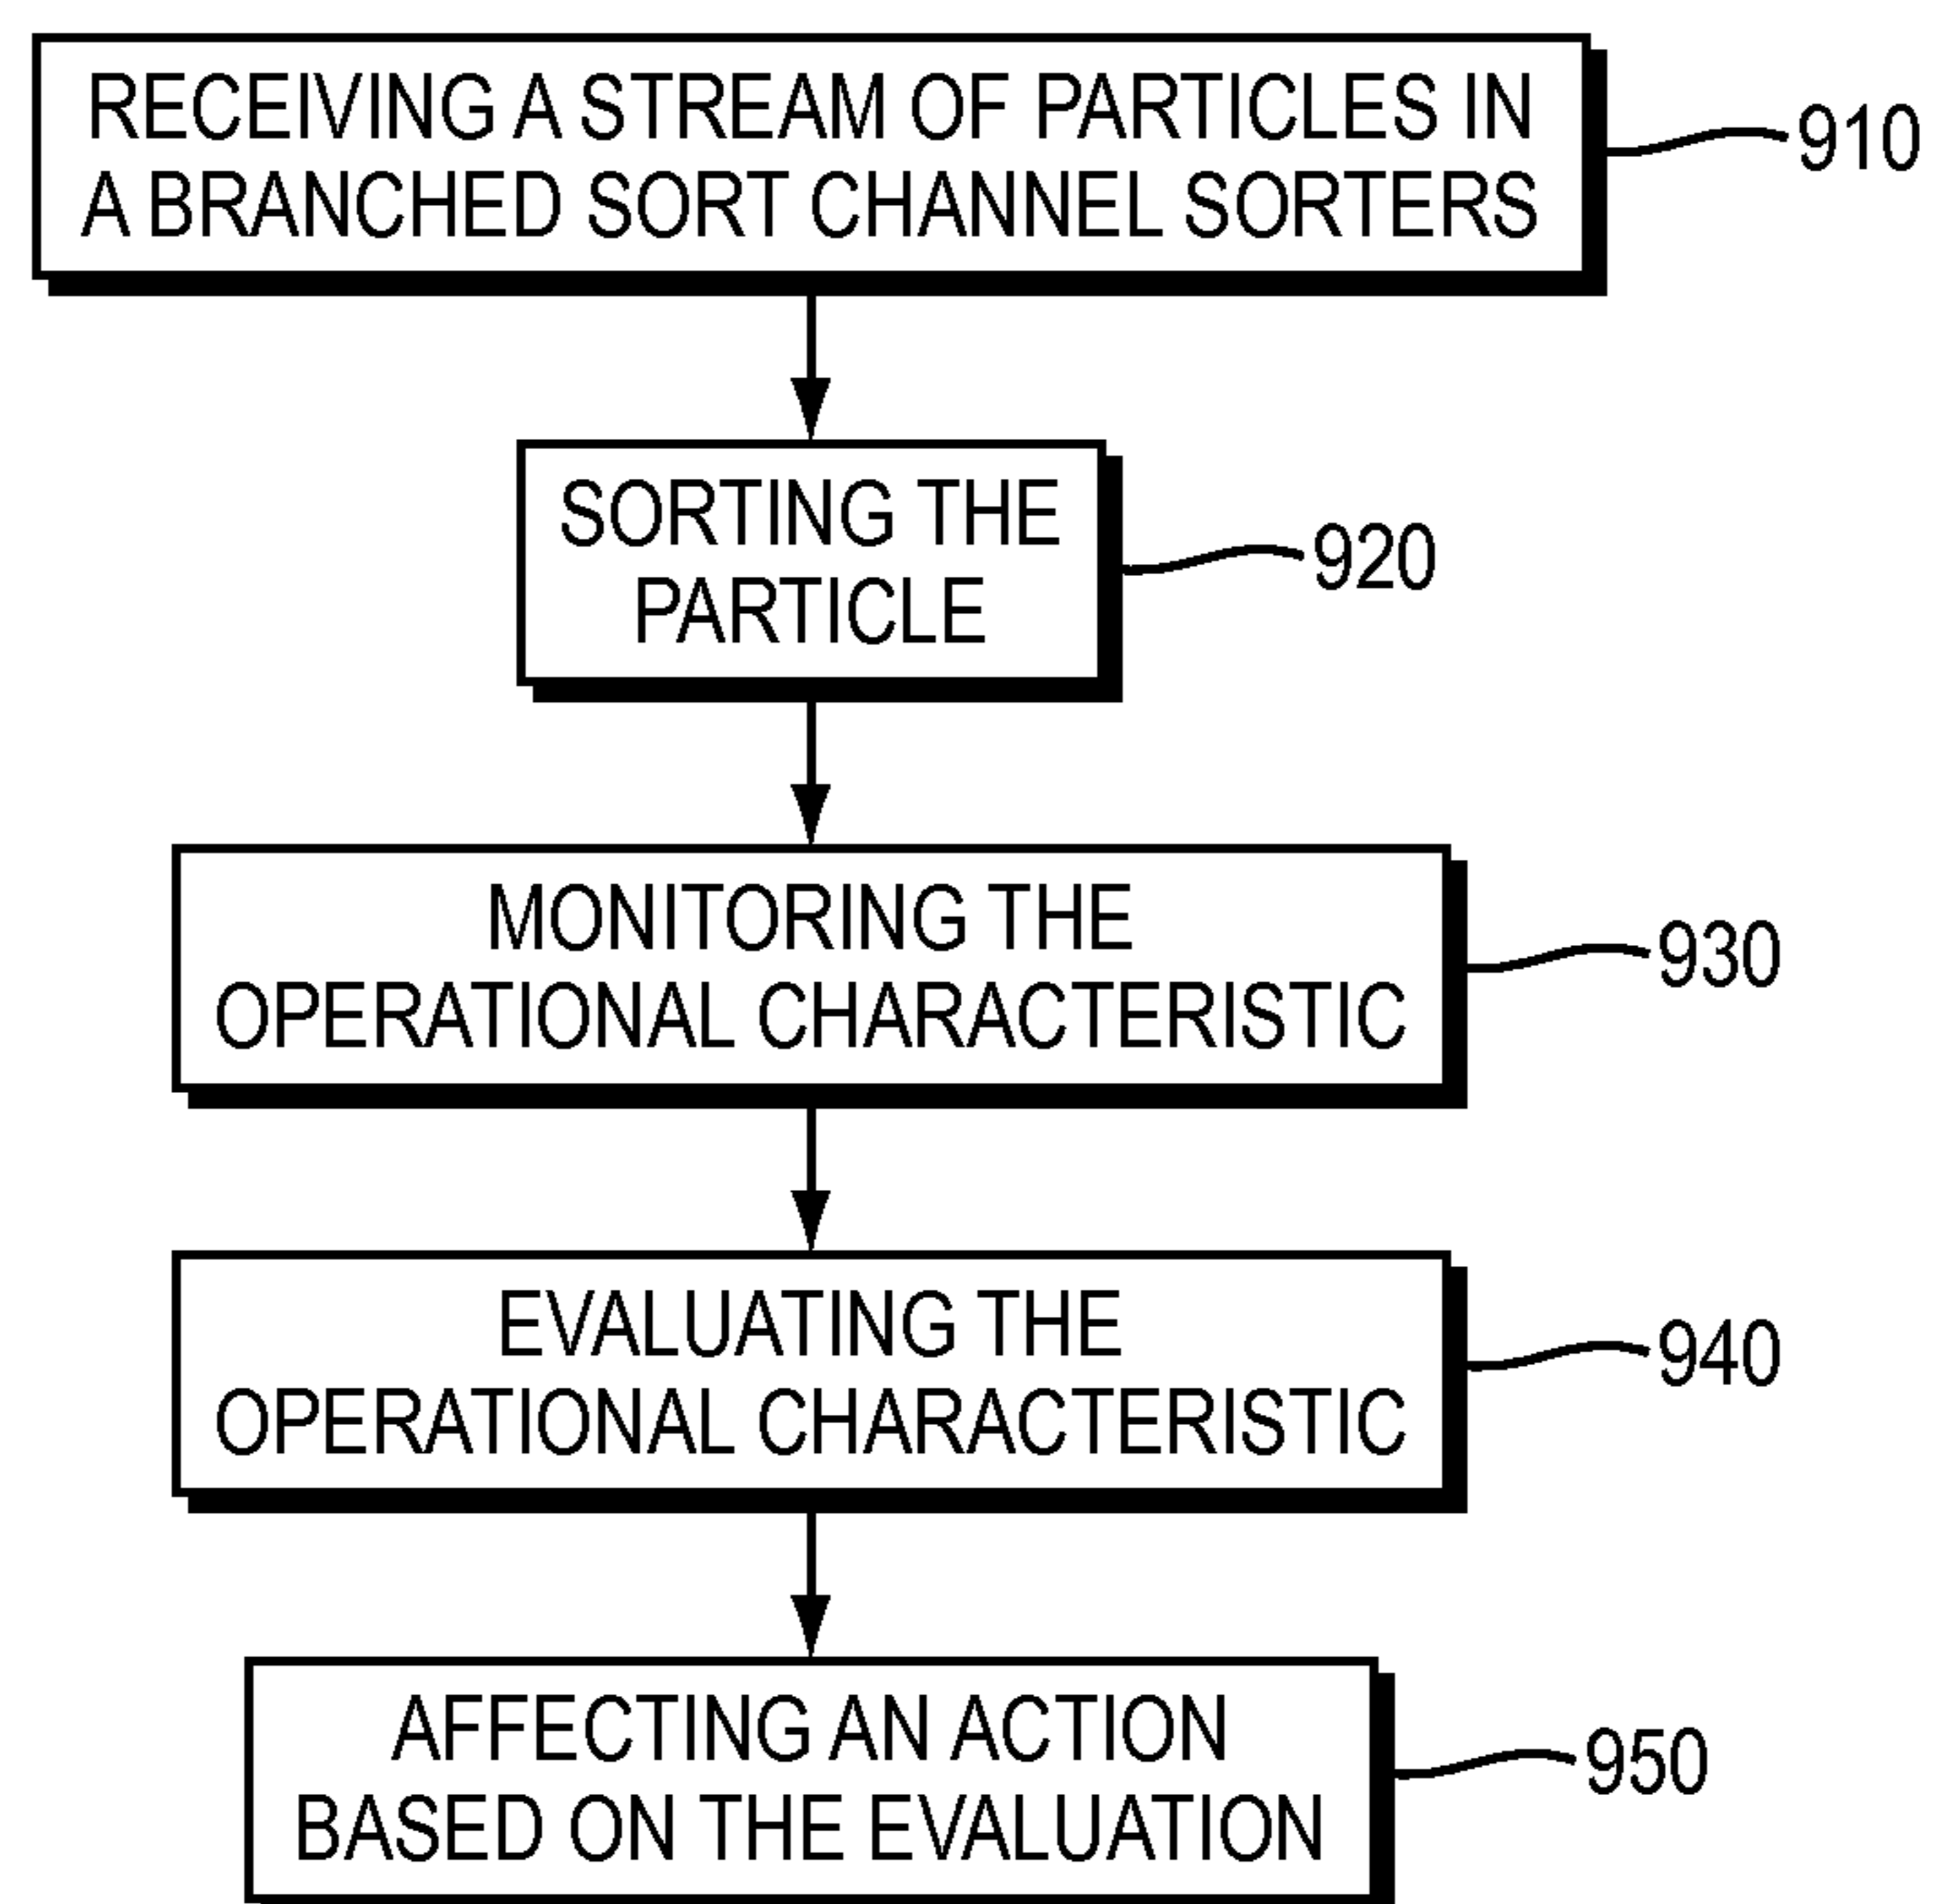 RECEIVING A STREAM OF PARTICLES IN
A BRANCHED SORT CHANNEL SORTERS
910
SORTING THE
PARTICLE
920
MONITORING THE
OPERATIONAL CHARACTERISTIC
930
EVALUATING THE
OPERATIONAL CHARACTERISTIC
940
AFFECTING AN ACTION
BASED ON THE EVALUATION
950